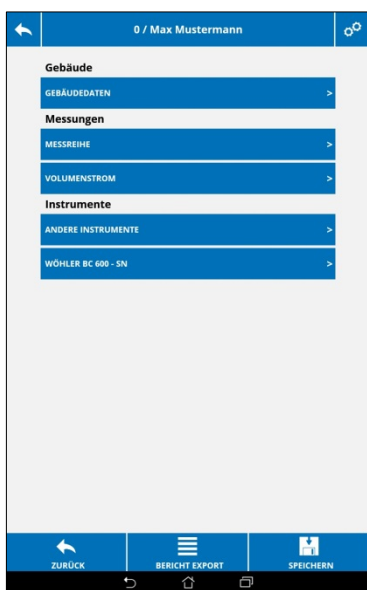 0 / Max Mustermann
Gebäude
GEBÄUDEDATEN >
Messungen
MESSREIHE >
VOLUMENSTROM >
Instrumente
ANDERE INSTRUMENTE >
WÖHLER BC 600 - SN >
ZURÜCK BERICHT EXPORT SPEICHERN